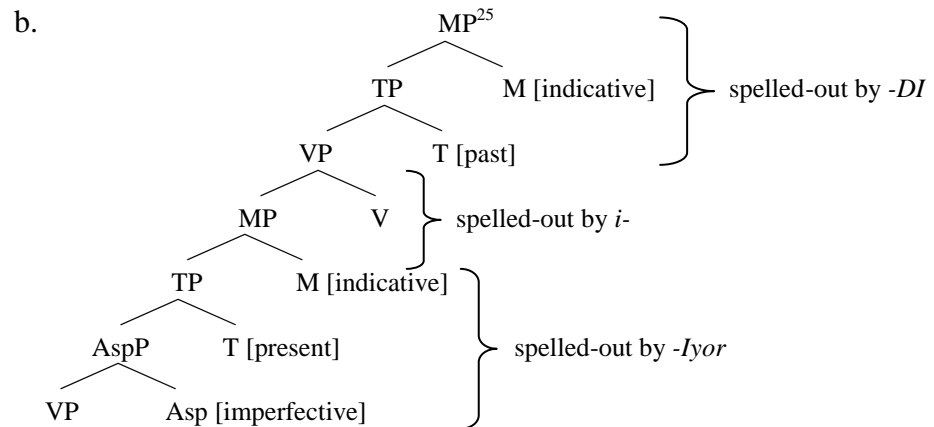 b.
MP25
TP M [indicative] spelled-out by -DI
VP T [past]
MP V spelled-out by i-
TP M [indicative]
AspP T [present] spelled-out by -Iyor
VP Asp [imperfective]